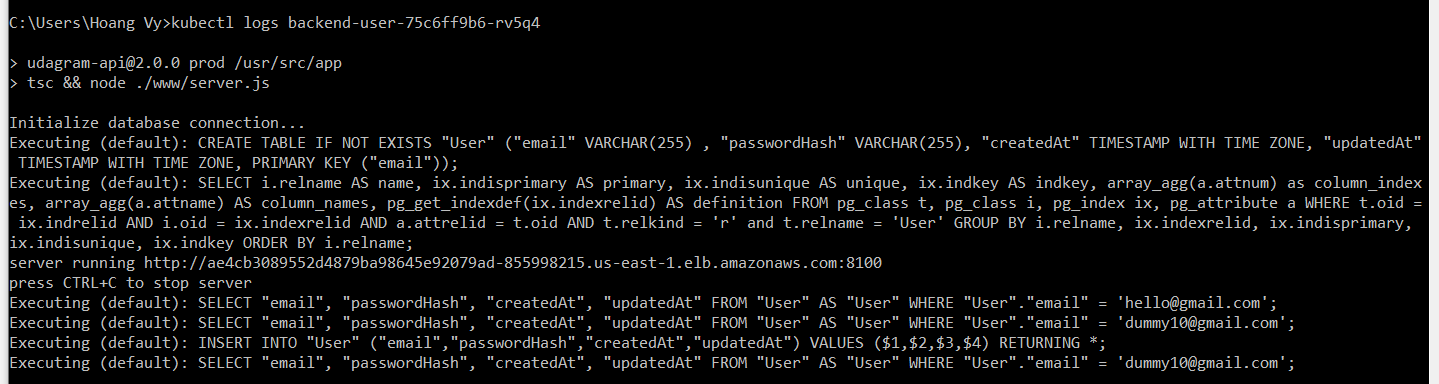 C:\Users\Hoang Vy>kubectl logs backend-user-75c6ff9b6-rv5q4
> udagram-api@2.0.0 prod /usr/src/app
> tsc && node ./www/server.js
Initialize database connection...
Executing (default): CREATE TABLE IF NOT EXISTS "User" ("email" VARCHAR(255) , "passwordHash" VARCHAR(255), "createdAt" TIMESTAMP WITH TIME ZONE, "updatedAt"
TIMESTAMP WITH TIME ZONE, PRIMARY KEY ("email"));
Executing (default): SELECT i.relname AS name, ix.indisprimary AS primary, ix.indisunique AS unique, ix.indkey AS indkey, array_agg(a.attnum) as column_index
es, array_agg(a.attname) AS column_names, pg_get_indexdef(ix.indexrelid) AS definition FROM pg_class t, pg_class i, pg_index ix, pg_attribute a WHERE t.oid =
ix.indrelid AND i.oid = ix.indexrelid AND a.attrelid = t.oid AND t.relkind = 'r' and t.relname = 'User' GROUP BY i.relname, ix.indexrelid, ix.indisprimary,
ix.indisunique, ix.indkey ORDER BY i.relname;
server running http://ae4cb3089552d4879ba98645e92079ad-855998215.us-east-1.elb.amazonaws.com:8100
press CTRL+C to stop server
Executing (default): SELECT "email", "passwordHash", "createdAt", "updatedAt" FROM "User" AS "User" WHERE "User"."email" = 'hello@gmail.com';
Executing (default): SELECT "email", "passwordHash", "createdAt", "updatedAt" FROM "User" AS "User" WHERE "User"."email" = 'dummy10@gmail.com';
Executing (default): INSERT INTO "User" ("email","passwordHash","createdAt","updatedAt") VALUES ($1,$2,$3,$4) RETURNING *;
Executing (default): SELECT "email", "passwordHash", "createdAt", "updatedAt" FROM "User" AS "User" WHERE "User"."email" = 'dummy10@gmail.com';